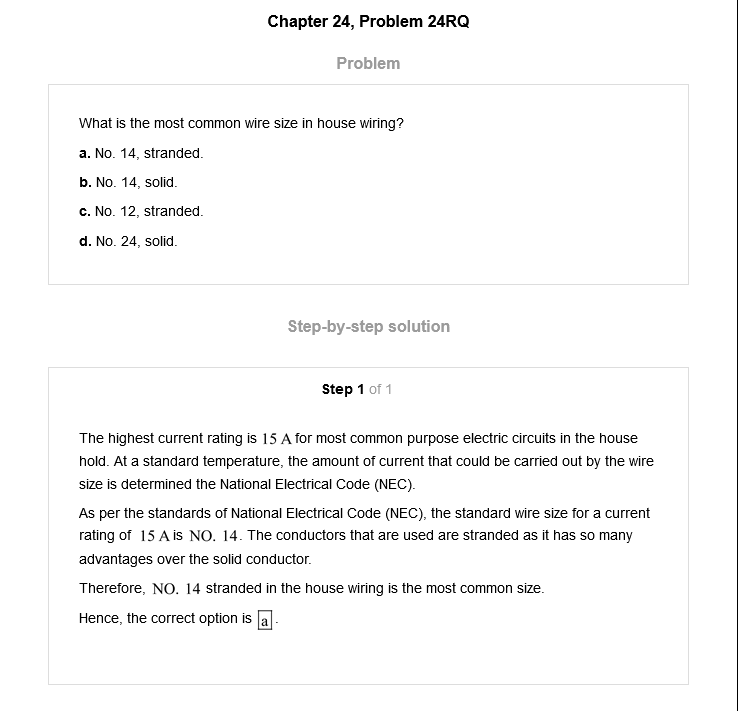 Chapter 24, Problem 24RQ
Problem
What is the most common wire size in house wiring?
a. No. 14, stranded.
b. No. 14, solid.
c. No. 12, stranded.
d. No. 24, solid.
Step-by-step solution
Step 1 of 1
The highest current rating is 15 A for most common purpose electric circuits in the house
hold. At a standard temperature, the amount of current that could be carried out by the wire
size is determined the National Electrical Code (NEC).
As per the standards of National Electrical Code (NEC), the standard wire size for a current
rating of 15 A is NO. 14. The conductors that are used are stranded as it has so many
advantages over the solid conductor.
Therefore, NO. 14 stranded in the house wiring is the most common size.
Hence, the correct option is a.